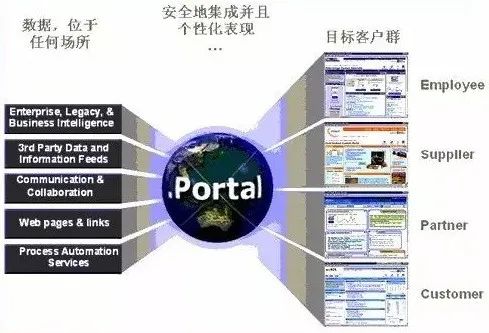 数据，位于
任何场所
安全地集成并且
个性化表现
...
目标客户群
Enterprise, Legacy, &
Business Intelligence
3rd Party Data and
Information Feeds
Communication &
Collaboration
Web pages & links
Process Automation
Services
.Portal
Employee
Supplier
Partner
Customer